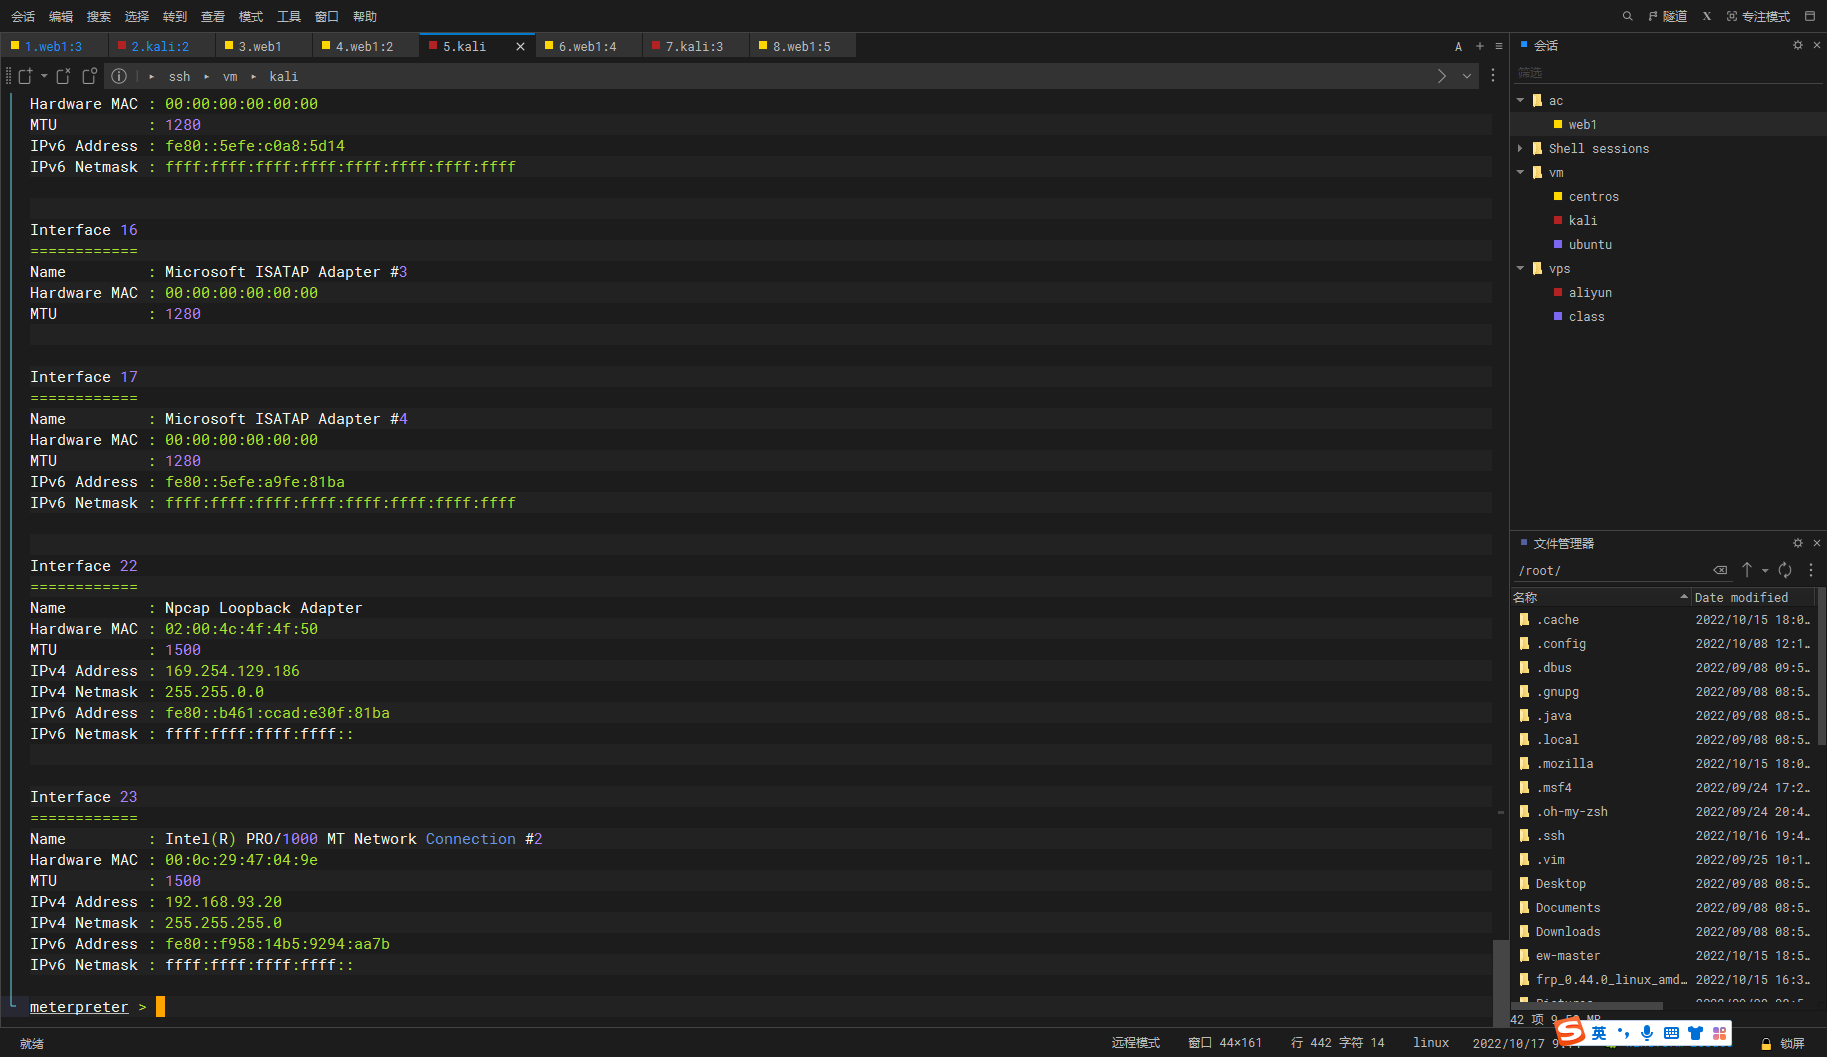 会话 编辑 搜索 选择 转到 查看 模式 工具 窗口 帮助
隧道 X 专注模式
1.web1:3 2.kali:2 3.web1 4.web1:2 5.kali 6.web1:4 7.kali:3 8.web1:5 A
ssh vm kali
Hardware MAC : 00:00:00:00:00:00
MTU : 1280
IPv6 Address : fe80::5efe:c0a8:5d14
IPv6 Netmask : ffff:ffff:ffff:ffff:ffff:ffff:ffff:ffff
Interface 16
============
Name : Microsoft ISATAP Adapter #3
Hardware MAC : 00:00:00:00:00:00
MTU : 1280
Interface 17
============
Name : Microsoft ISATAP Adapter #4
Hardware MAC : 00:00:00:00:00:00
MTU : 1280
IPv6 Address : fe80::5efe:a9fe:81ba
IPv6 Netmask : ffff:ffff:ffff:ffff:ffff:ffff:ffff:ffff
Interface 22
============
Name : Npcap Loopback Adapter
Hardware MAC : 02:00:4c:4f:4f:50
MTU : 1500
IPv4 Address : 169.254.129.186
IPv4 Netmask : 255.255.0.0
IPv6 Address : fe80::b461:ccad:e30f:81ba
IPv6 Netmask : ffff:ffff:ffff:ffff::
Interface 23
============
Name : Intel(R) PRO/1000 MT Network Connection #2
Hardware MAC : 00:0c:29:47:04:9e
MTU : 1500
IPv4 Address : 192.168.93.20
IPv4 Netmask : 255.255.255.0
IPv6 Address : fe80::f958:14b5:9294:aa7b
IPv6 Netmask : ffff:ffff:ffff:ffff::
meterpreter >
会话
筛选
ac
web1
Shell sessions
vm
centros
kali
ubuntu
vps
aliyun
class
文件管理器
/root/
名称 Date modified
.cache 2022/10/15 18:0…
.config 2022/10/08 12:1…
.dbus 2022/09/08 09:5…
.gnupg 2022/09/08 08:5…
.java 2022/09/08 08:5…
.local 2022/09/08 08:5…
.mozilla 2022/10/15 18:0…
.msf4 2022/09/24 17:2…
.oh-my-zsh 2022/09/24 20:4…
.ssh 2022/10/16 19:4…
.vim 2022/09/25 10:1…
Desktop 2022/09/08 08:5…
Documents 2022/09/08 08:5…
Downloads 2022/09/08 08:5…
ew-master 2022/10/15 18:5…
frp_0.44.0_linux_amd… 2022/10/15 16:3…
42 项
英
就绪 远程模式 窗口 44×161 行 442 字符 14 linux 2022/10/17 锁屏